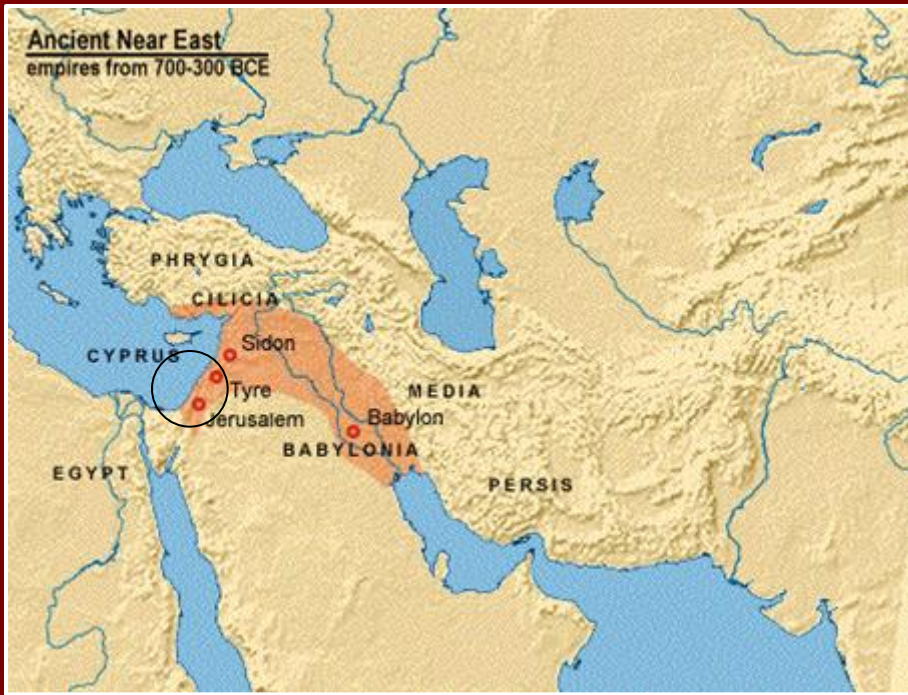 Ancient Near East
empires from 700-300 BCE
PHRYGIA
CILICIA
CYPRUS
Sidon
Tyre
Jerusalem
MEDIA
Babylon
BABYLONIA
EGYPT
PERSIS